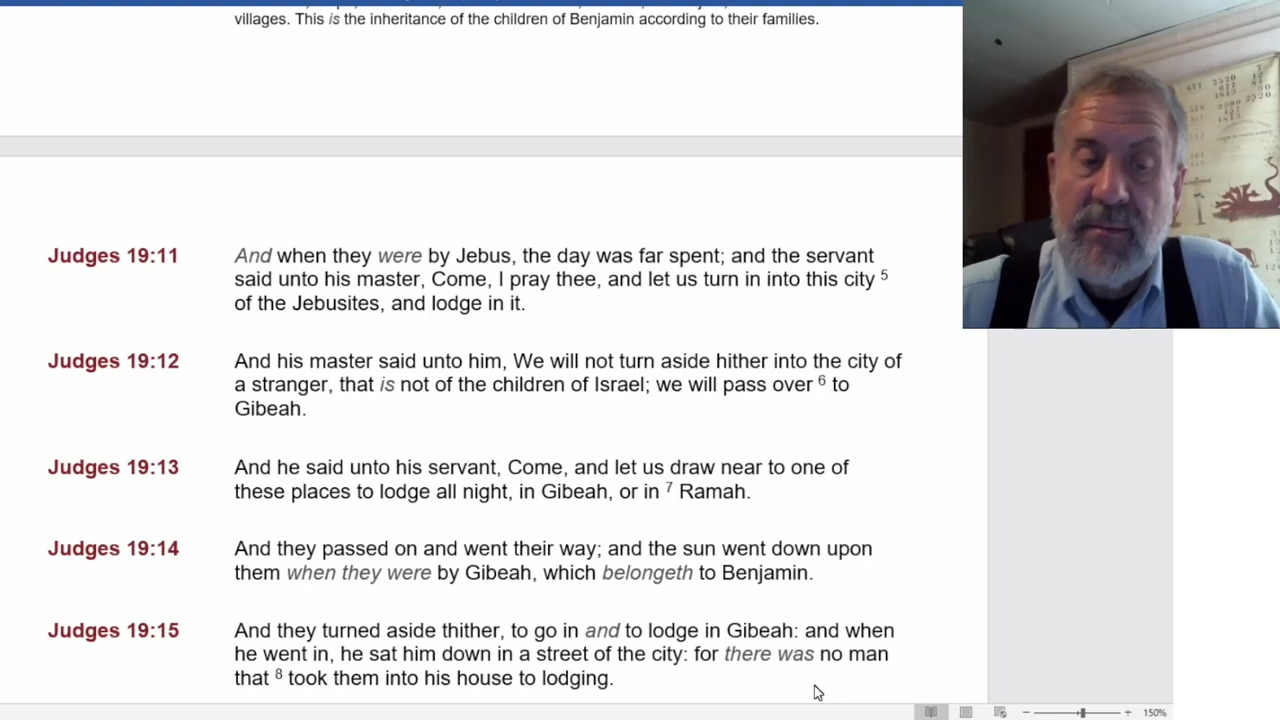 villages. This is the inheritance of the children of Benjamin according to their families.
Judges 19:11 And when they were by Jebus, the day was far spent; and the servant
said unto his master, Come, I pray thee, and let us turn in into this city 5
of the Jebusites, and lodge in it.
Judges 19:12 And his master said unto him, We will not turn aside hither into the city of
a stranger, that is not of the children of Israel; we will pass over 6 to
Gibeah.
Judges 19:13 And he said unto his servant, Come, and let us draw near to one of
these places to lodge all night, in Gibeah, or in 7 Ramah.
Judges 19:14 And they passed on and went their way; and the sun went down upon
them when they were by Gibeah, which belongeth to Benjamin.
Judges 19:15 And they turned aside thither, to go in and to lodge in Gibeah: and when
he went in, he sat him down in a street of the city: for there was no man
that 8 took them into his house to lodging.
150%
677 2520
2520